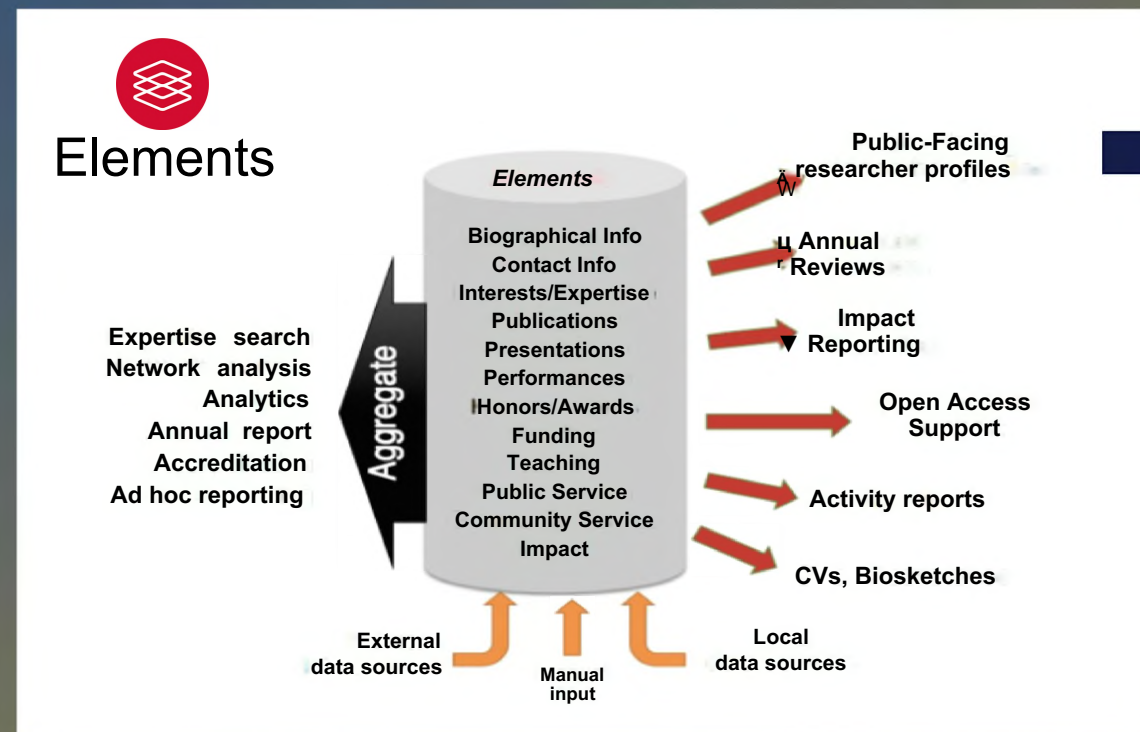 Elements
Elements
Biographical Info
Contact Info
Interests/Expertise
Publications
Presentations
Performances
Honors/Awards
Funding
Teaching
Public Service
Community Service
Impact
Expertise search
Network analysis
Analytics
Annual report
Accreditation
Ad hoc reporting
Aggregate
Public-Facing
researcher profiles
Annual
Reviews
Impact
Reporting
Open Access
Support
Activity reports
CVs, Biosketches
External
data sources
Manual
input
Local
data sources